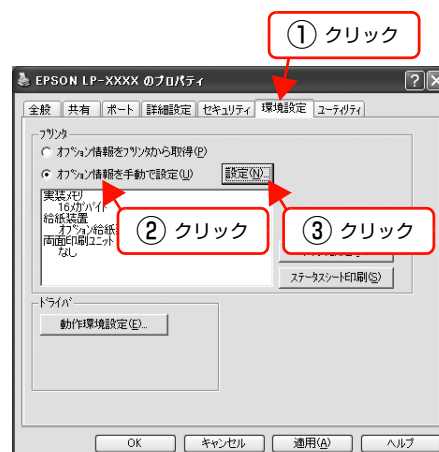 ① クリック
EPSON LP-XXXX のプロパティ
全般 共有 ポート 詳細設定 セキュリティ 環境設定 ユーティリティ
プリンタ
オプション情報をプリンタから取得(P)
オプション情報を手動で設定(U) 設定(N)...
実装メモリ
16メガバイト
給紙装置
オプション給紙
両面印刷ユニット
なし
② クリック
③ クリック
ステータスシート印刷(S)
ドライバ
動作環境設定(E)...
OK キャンセル 適用(A) ヘルプ